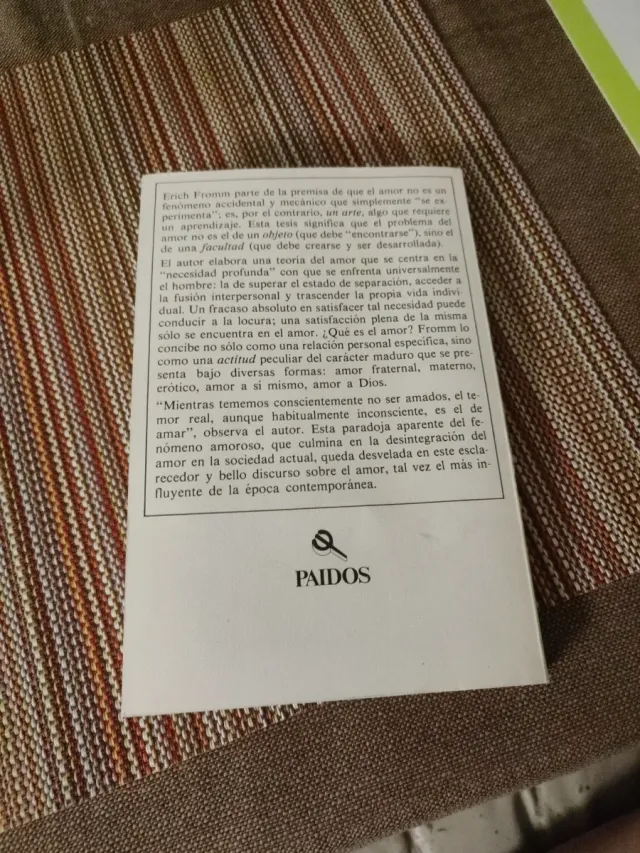 Erich Fromm parte de la premisa de que el amor no es un
fenómeno accidental y mecánico que simplemente "se ex-
perimenta"; es, por el contrario, un arte, algo que requiere
un aprendizaje. Esta tesis significa que el problema del
amor no es el de un objeto (que debe "encontrarse"), sino el
de una facultad (que debe crearse y ser desarrollada).
El autor elabora una teoría del amor que se centra en la
"necesidad profunda" con que se enfrenta universalmente
el hombre: la de superar el estado de separación, acceder a
la fusión interpersonal y trascender la propia vida indivi-
dual. Un fracaso absoluto en satisfacer tal necesidad puede
conducir a la locura; una satisfacción plena de la misma
sólo se encuentra en el amor. ¿Qué es el amor? Fromm lo
concibe no sólo como una relación personal específica, sino
como una actitud peculiar del carácter maduro que se pre-
senta bajo diversas formas: amor fraternal, materno,
erótico, amor a si mismo, amor a Dios.
"Mientras tememos conscientemente no ser amados, el te-
mor real, aunque habitualmente inconsciente, es el de
amar", observa el autor. Esta paradoja aparente del fe-
nómeno amoroso, que culmina en la desintegración del
amor en la sociedad actual, queda desvelada en este escla-
recedor y bello discurso sobre el amor, tal vez el más in-
fluyente de la época contemporánea.
PAIDOS